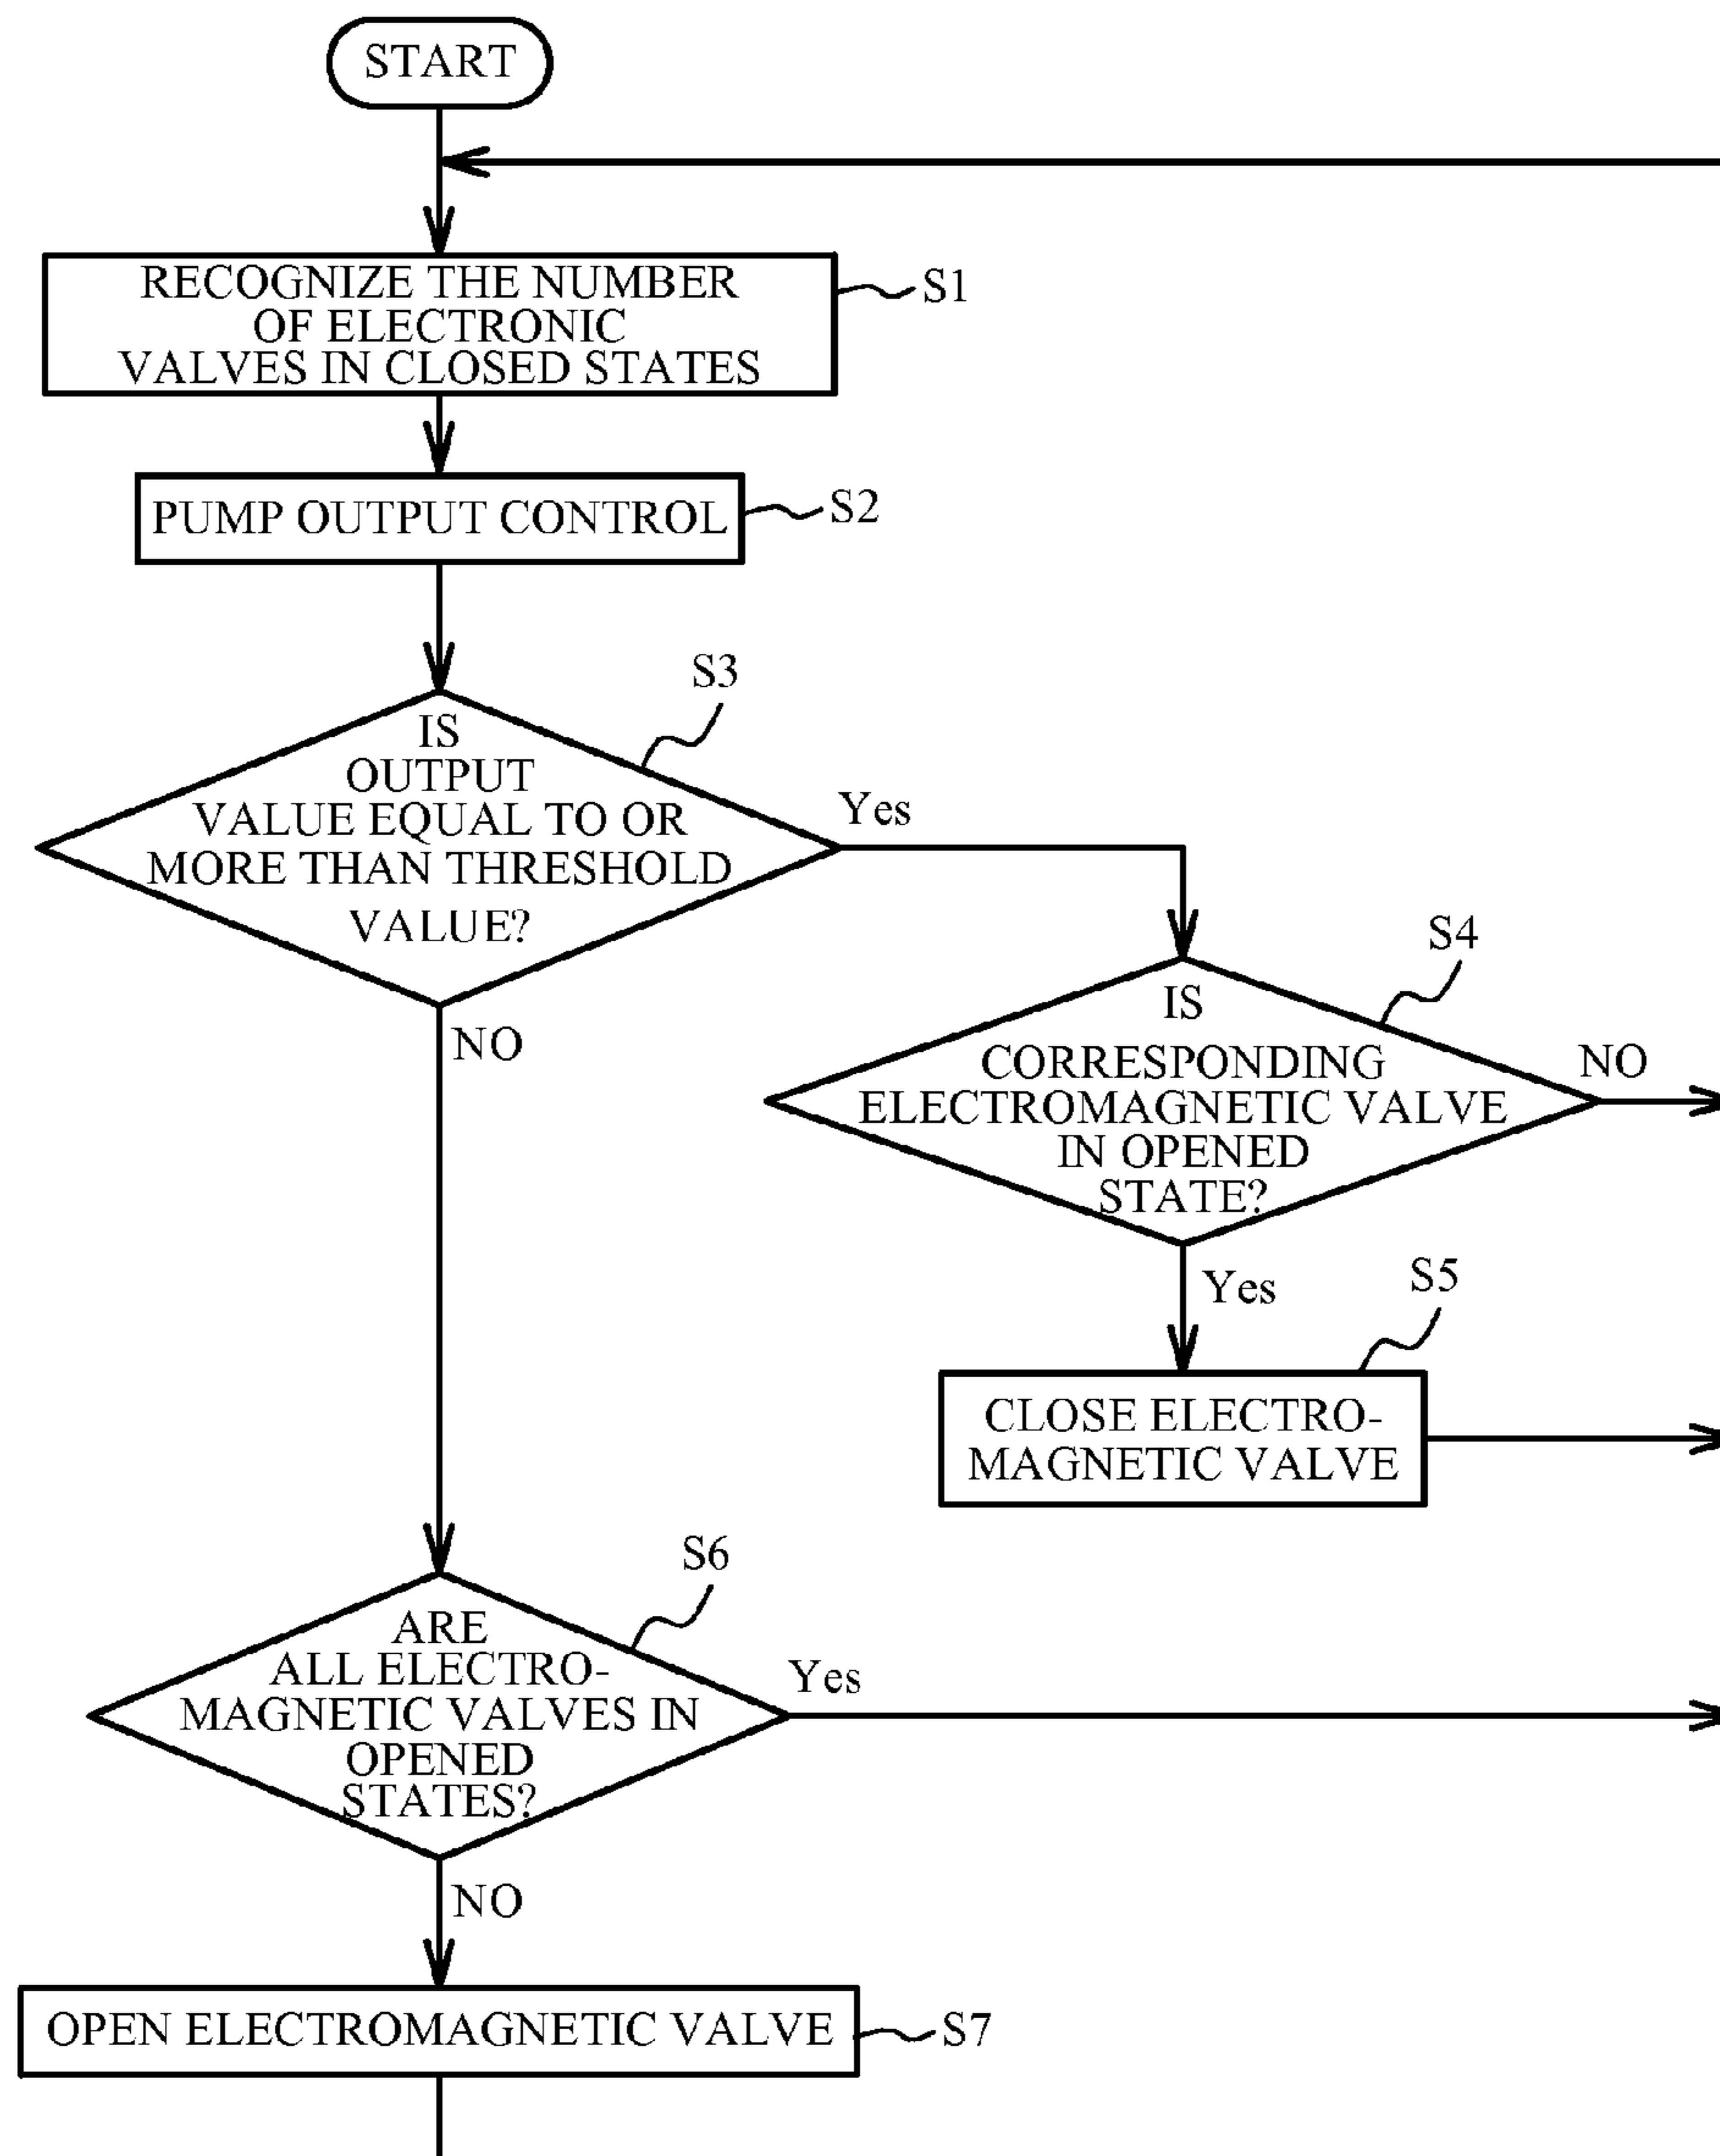 START
RECOGNIZE THE NUMBER
OF ELECTRONIC
VALVES IN CLOSED STATES
S1
PUMP OUTPUT CONTROL
S2
S3
IS
OUTPUT
VALUE EQUAL TO OR
MORE THAN THRESHOLD
VALUE?
Yes
NO
S4
IS
CORRESPONDING
ELECTROMAGNETIC VALVE
IN OPENED
STATE?
NO
Yes
S5
CLOSE ELECTRO-
MAGNETIC VALVE
S6
ARE
ALL ELECTRO-
MAGNETIC VALVES IN
OPENED
STATES?
Yes
NO
OPEN ELECTROMAGNETIC VALVE
S7